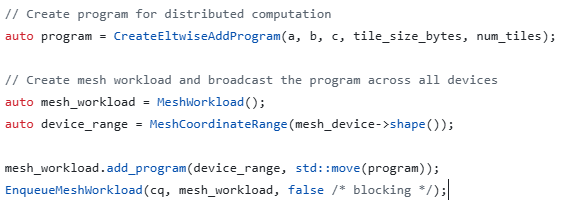 // Create program for distributed computation
auto program = CreateEltwiseAddProgram(a, b, c, tile_size_bytes, num_tiles);
// Create mesh workload and broadcast the program across all devices
auto mesh_workload = MeshWorkload();
auto device_range = MeshCoordinateRange(mesh_device->shape());
mesh_workload.add_program(device_range, std::move(program));
EnqueueMeshWorkload(cq, mesh_workload, false /* blocking */);